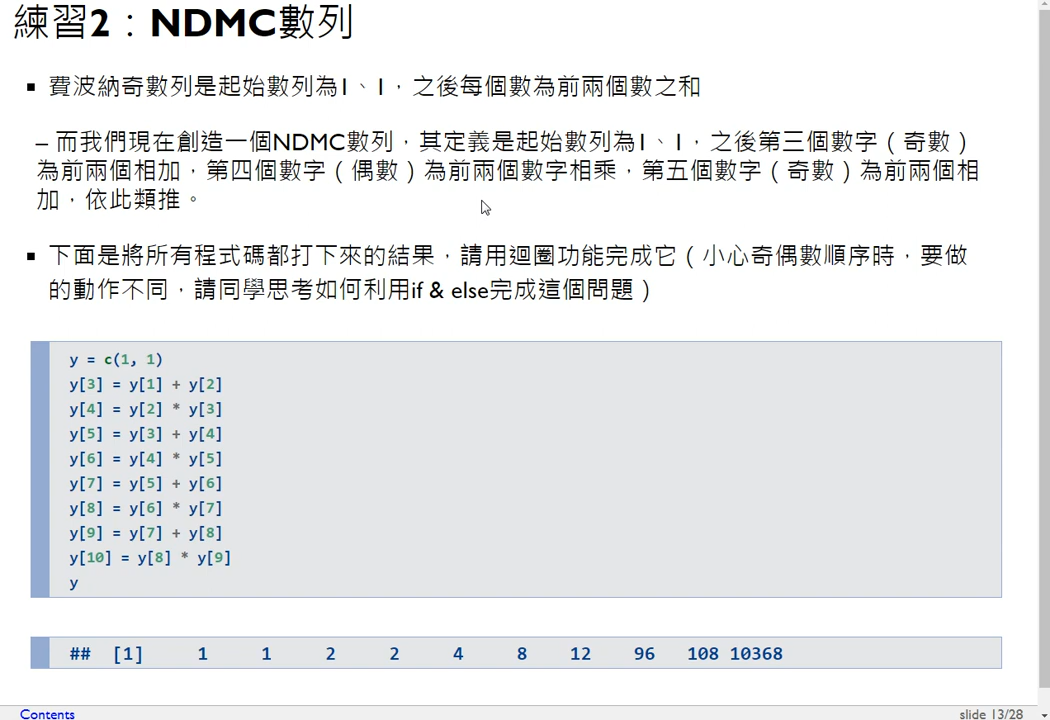 練習2：NDMC數列
▪ 費波納奇數列是起始數列為1、1，之後每個數為前兩個數之和
– 而我們現在創造一個NDMC數列，其定義是起始數列為1、1，之後第三個數字（奇數）
為前兩個相加，第四個數字（偶數）為前兩個數字相乘，第五個數字（奇數）為前兩個相
加，依此類推。
▪ 下面是將所有程式碼都打下來的結果，請用迴圈功能完成它（小心奇偶數順序時，要做
的動作不同，請同學思考如何利用if & else完成這個問題）
y = c(1, 1)
y[3] = y[1] + y[2]
y[4] = y[2] * y[3]
y[5] = y[3] + y[4]
y[6] = y[4] * y[5]
y[7] = y[5] + y[6]
y[8] = y[6] * y[7]
y[9] = y[7] + y[8]
y[10] = y[8] * y[9]
y
## [1] 1 1 2 2 4 8 12 96 108 10368
Contents
slide 13/28